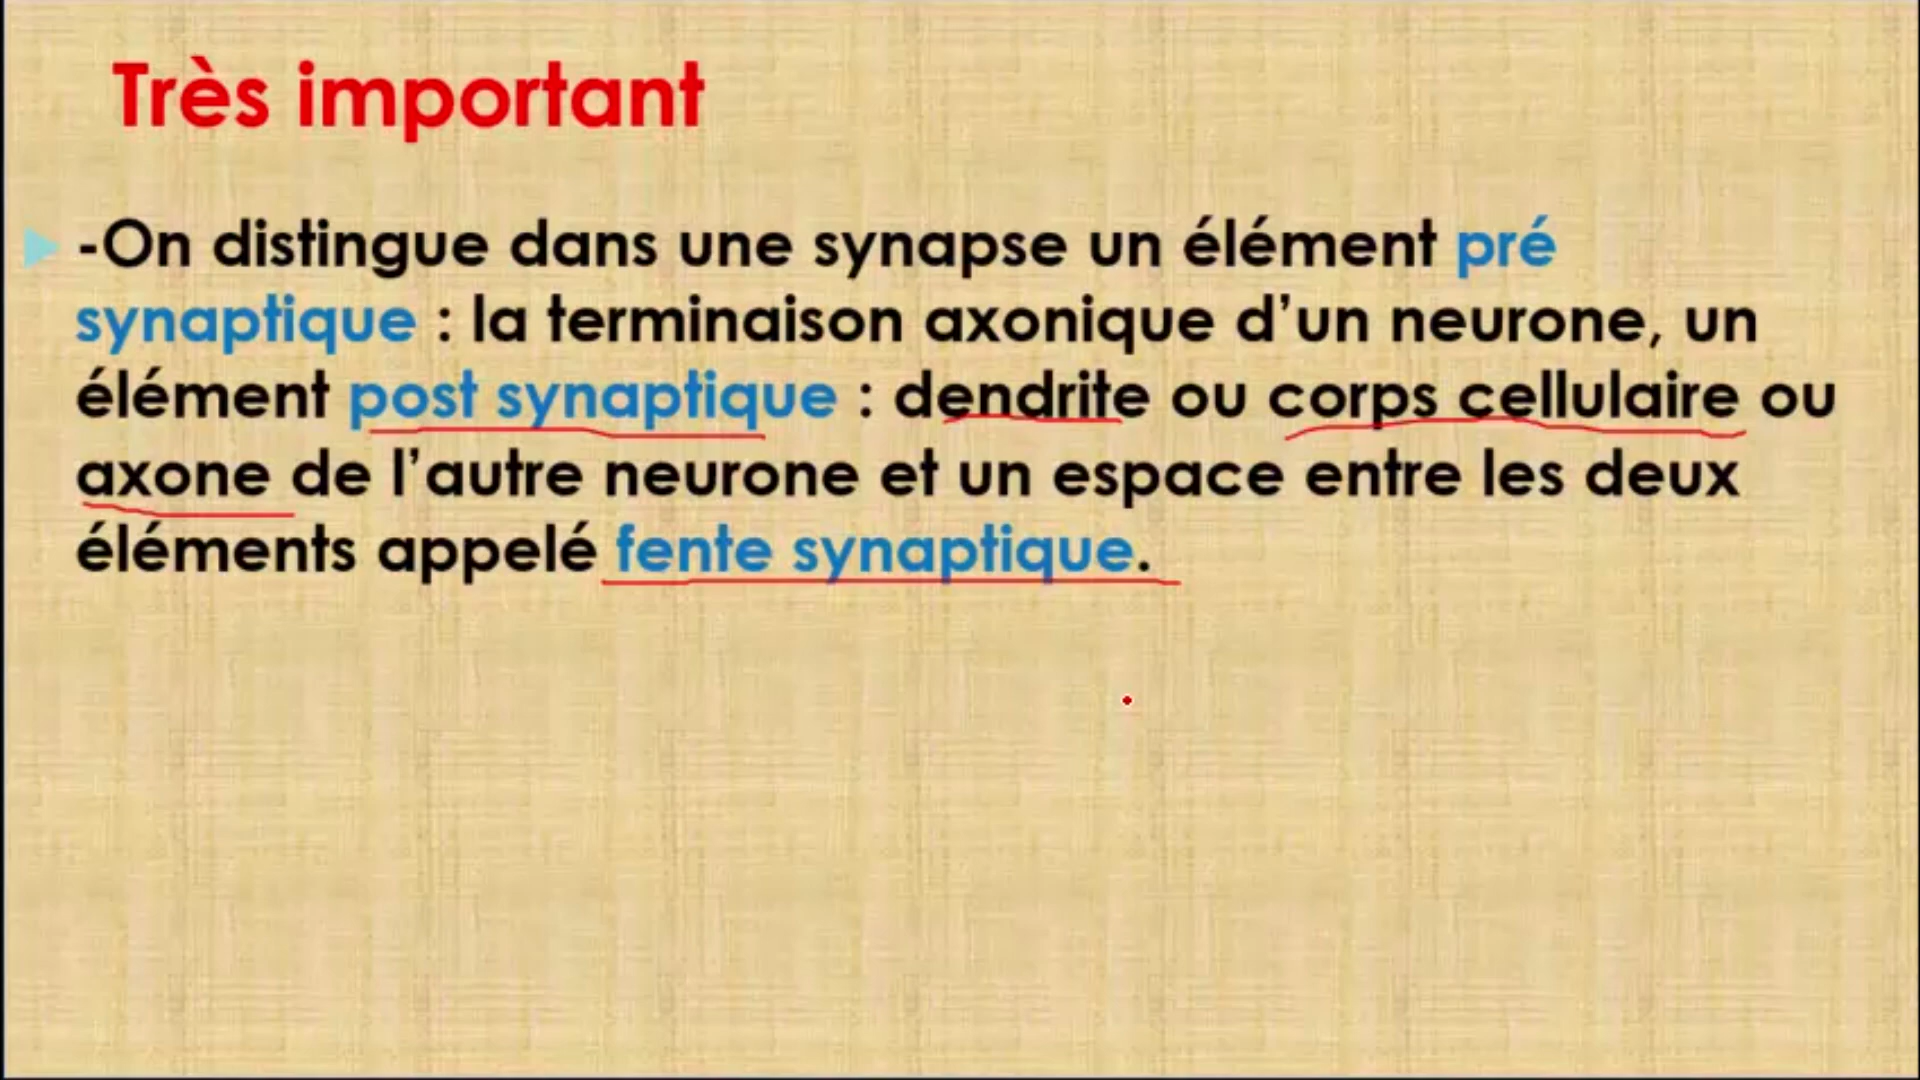 Très important
-On distingue dans une synapse un élément pré
synaptique : la terminaison axonique d’un neurone, un
élément post synaptique : dendrite ou corps cellulaire ou
axone de l’autre neurone et un espace entre les deux
éléments appelé fente synaptique.